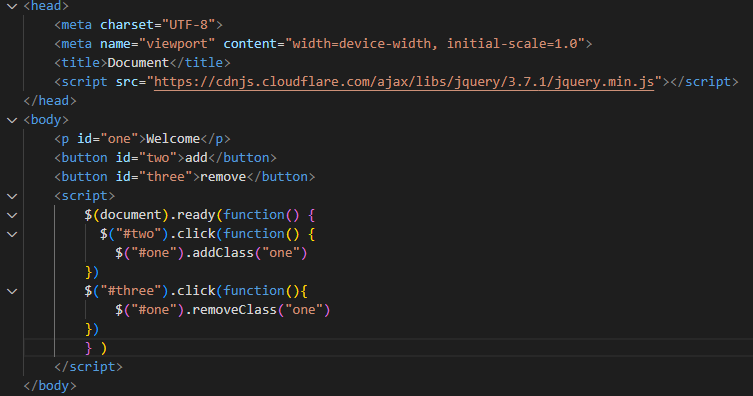 <head>
    <meta charset="UTF-8">
    <meta name="viewport" content="width=device-width, initial-scale=1.0">
    <title>Document</title>
    <script src="https://cdnjs.cloudflare.com/ajax/libs/jquery/3.7.1/jquery.min.js"></script>
</head>
<body>
    <p id="one">Welcome</p>
    <button id="two">add</button>
    <button id="three">remove</button>
    <script>
        $(document).ready(function() {
          $("#two").click(function() {
            $("#one").addClass("one")
        })
        $("#three").click(function(){
            $("#one").removeClass("one")
        })
        } )
    </script>
</body>